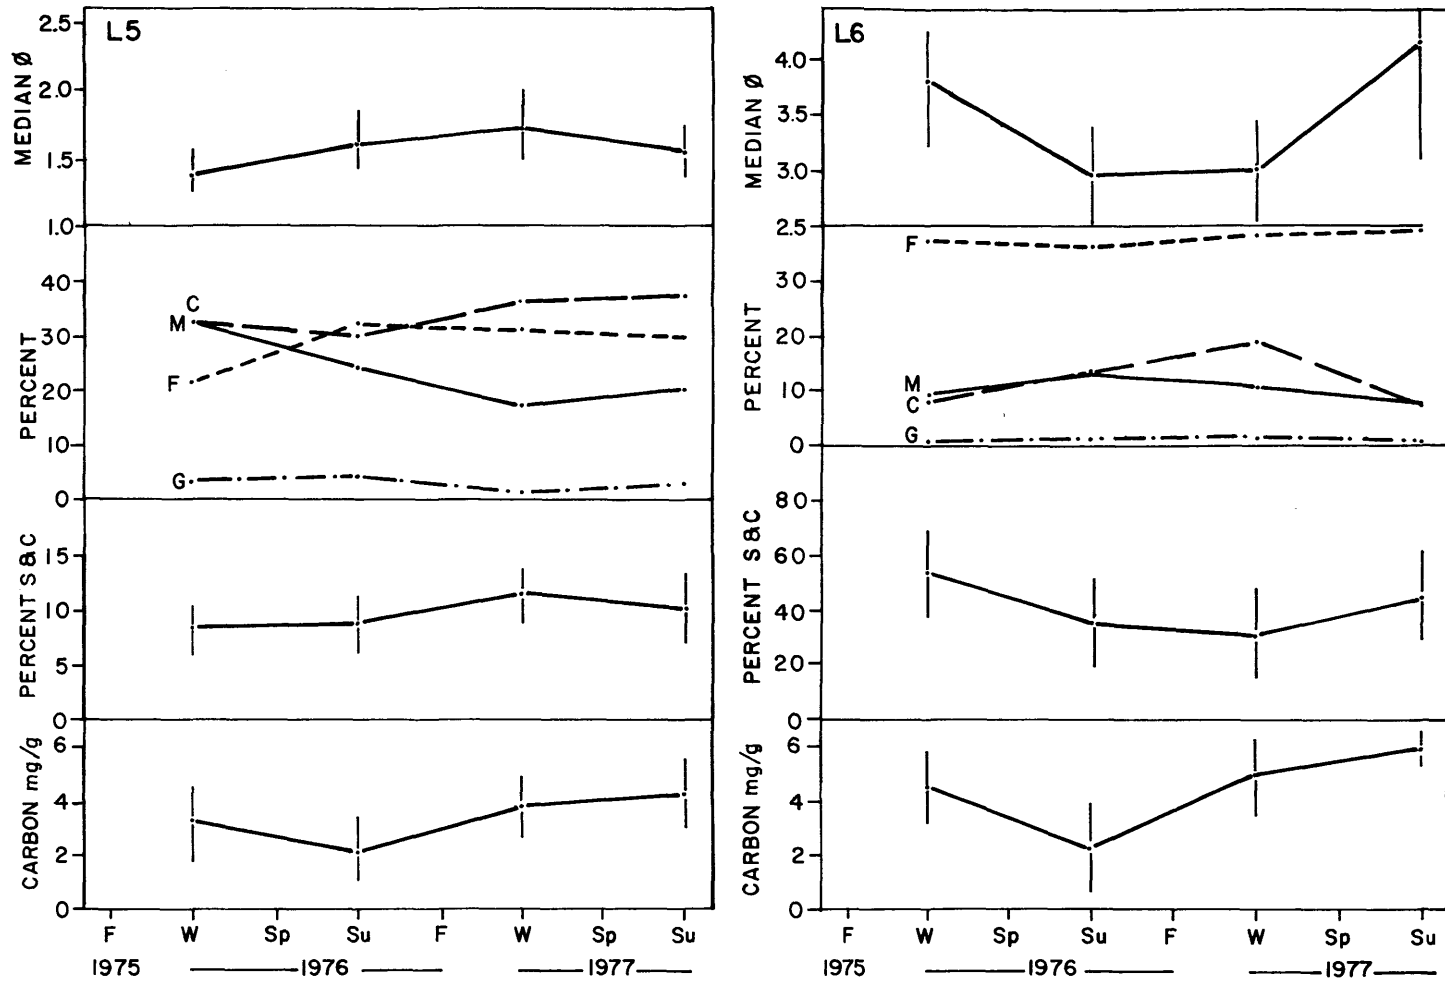 L5
MEDIAN Ø
2.5
2.0
1.5
1.0
PERCENT
40
30
20
10
0
C
M
F
G
PERCENT S&C
15
10
5
0
CARBON mg/g
6
4
2
0
F W Sp Su F W Sp Su
1975 1976 1977
L6
MEDIAN Ø
4.0
3.5
3.0
2.5
PERCENT
30
20
10
0
F
M
C
G
PERCENT S&C
80
60
40
20
0
CARBON mg/g
6
4
2
0
F W Sp Su F W Sp Su
1975 1976 1977